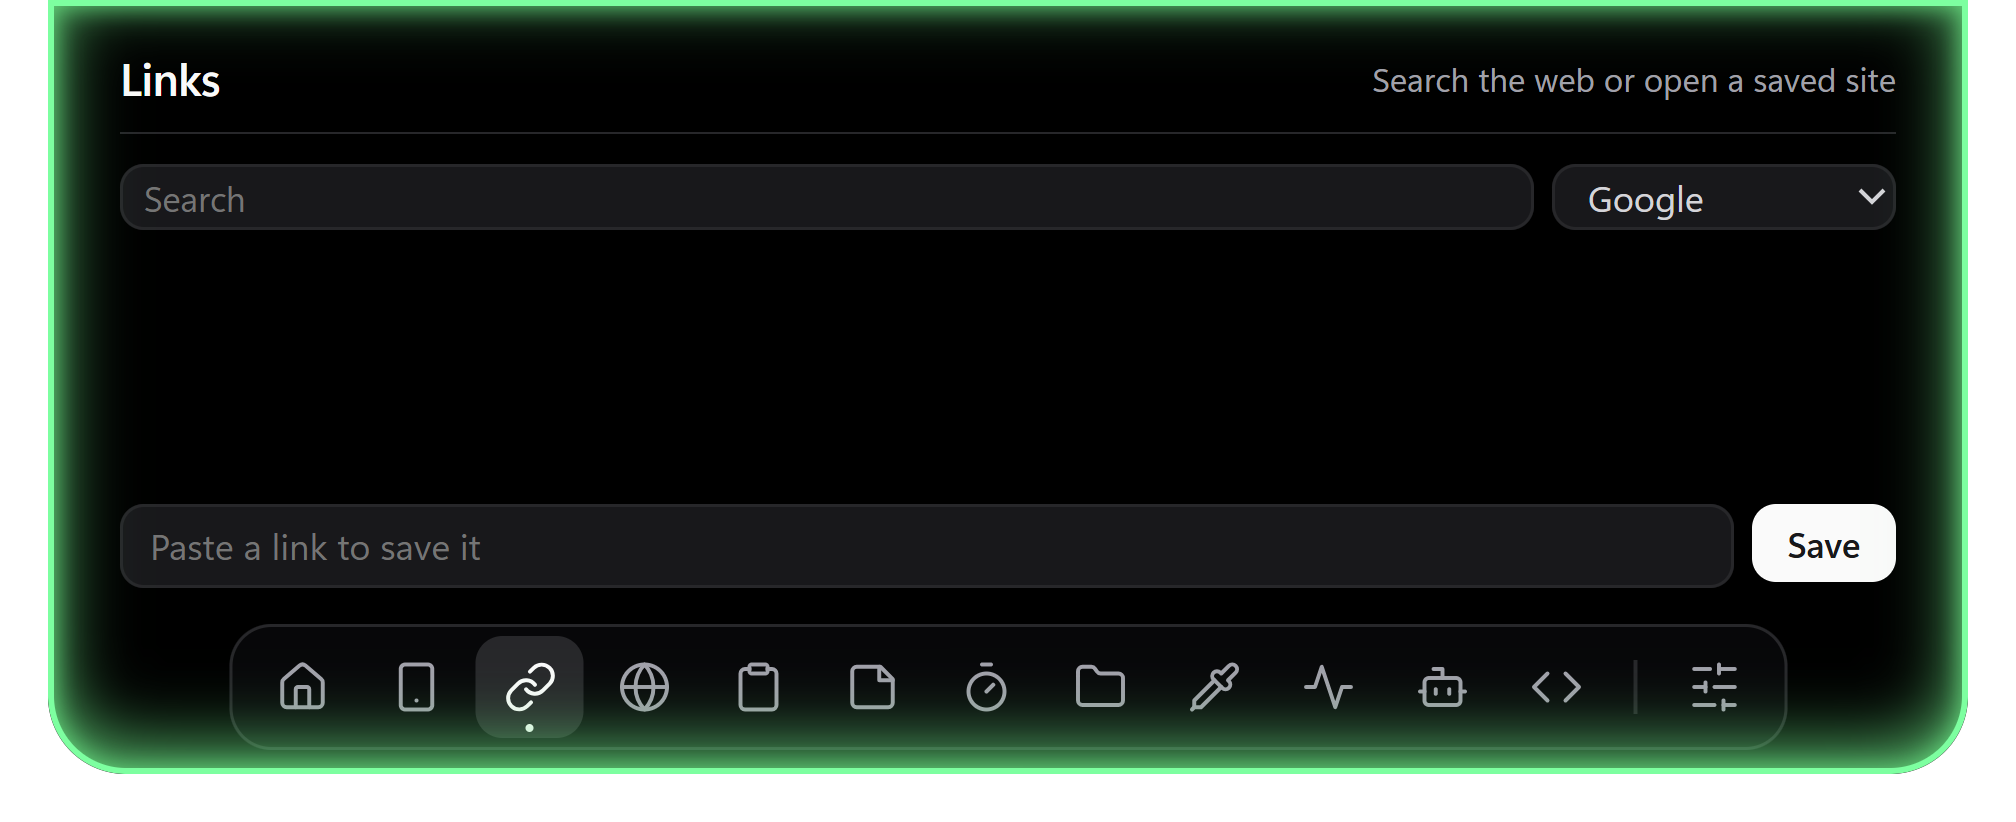 Links
Search the web or open a saved site
Search
Google
Paste a link to save it
Save